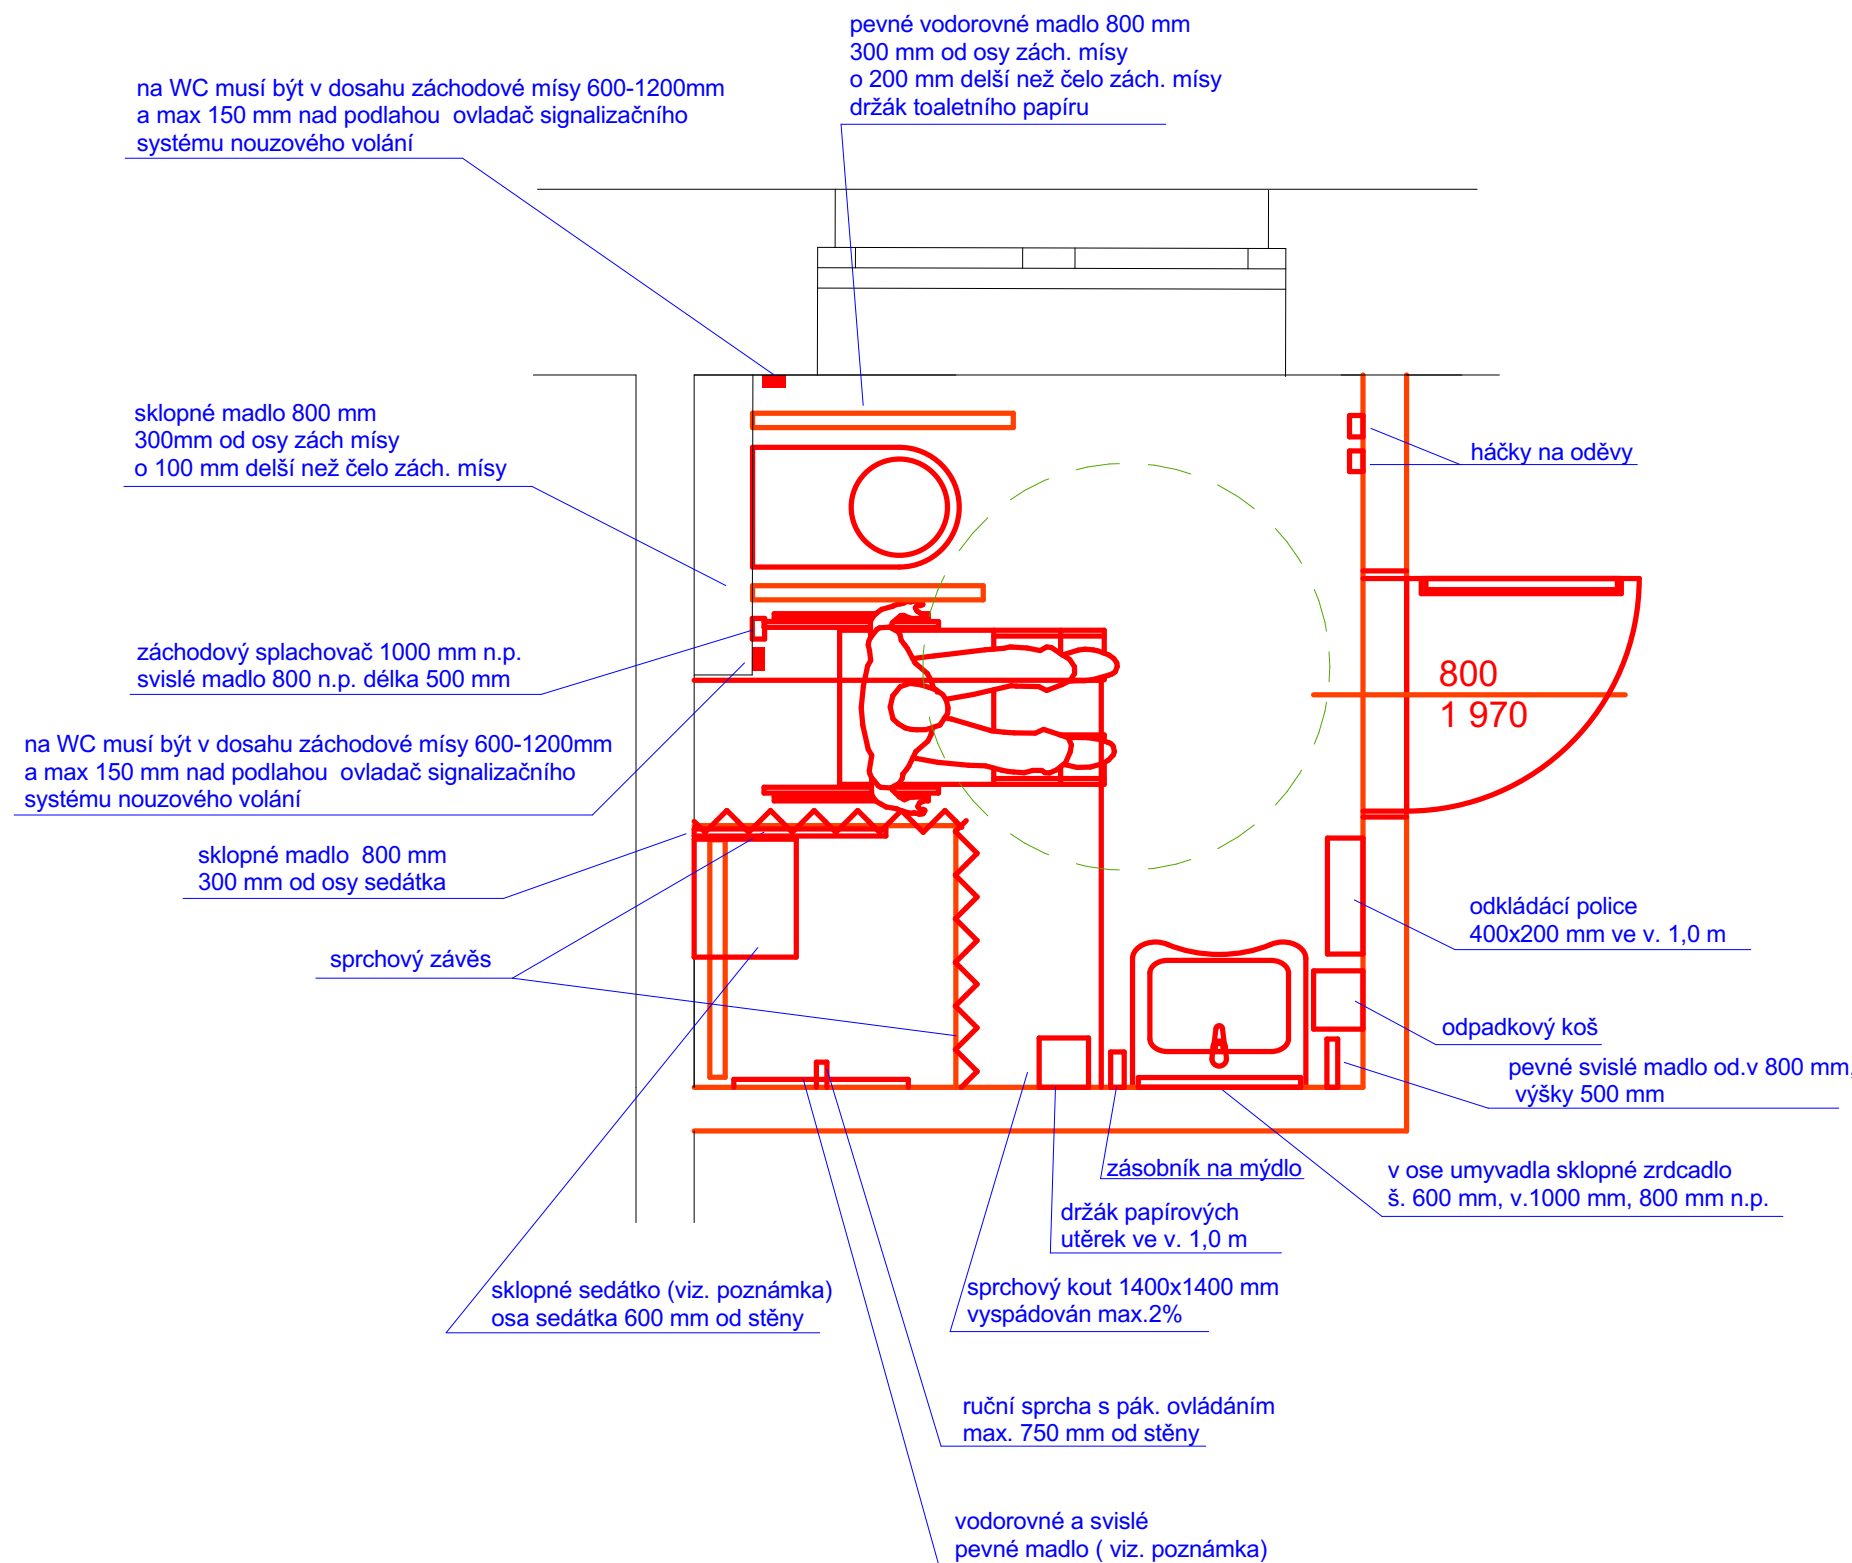 pevné vodorovné madlo 800 mm
300 mm od osy zách. mísy
o 200 mm delší než čelo zách. mísy
držák toaletního papíru
na WC musí být v dosahu záchodové mísy 600-1200mm
a max 150 mm nad podlahou  ovladač signalizačního
systému nouzového volání
sklopné madlo 800 mm
300mm od osy zách mísy
o 100 mm delší než čelo zách. mísy
háčky na oděvy
záchodový splachovač 1000 mm n.p.
svislé madlo 800 n.p. délka 500 mm
800
1 970
na WC musí být v dosahu záchodové mísy 600-1200mm
a max 150 mm nad podlahou  ovladač signalizačního
systému nouzového volání
sklopné madlo  800 mm
300 mm od osy sedátka
odkládácí police
400x200 mm ve v. 1,0 m
sprchový závěs
odpadkový koš
pevné svislé madlo od.v 800 mm,
výšky 500 mm
zásobník na mýdlo
v ose umyvadla sklopné zrdcadlo
š. 600 mm, v.1000 mm, 800 mm n.p.
držák papírových
utěrek ve v. 1,0 m
sklopné sedátko (viz. poznámka)
osa sedátka 600 mm od stěny
sprchový kout 1400x1400 mm
vyspádován max.2%
ruční sprcha s pák. ovládáním
max. 750 mm od stěny
vodorovné a svislé
pevné madlo ( viz. poznámka)